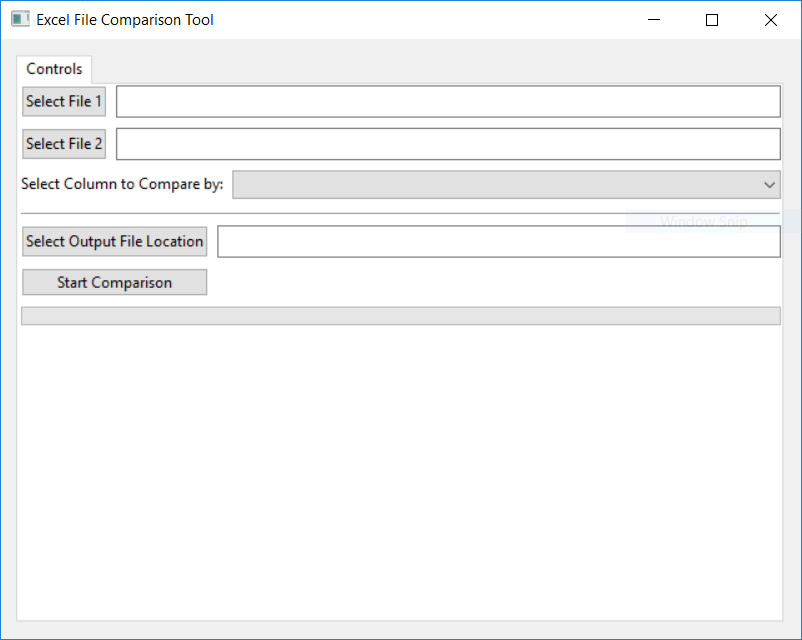 Excel File Comparison Tool
Controls
Select File 1
Select File 2
Select Column to Compare by:
Window Snip
Select Output File Location
Start Comparison